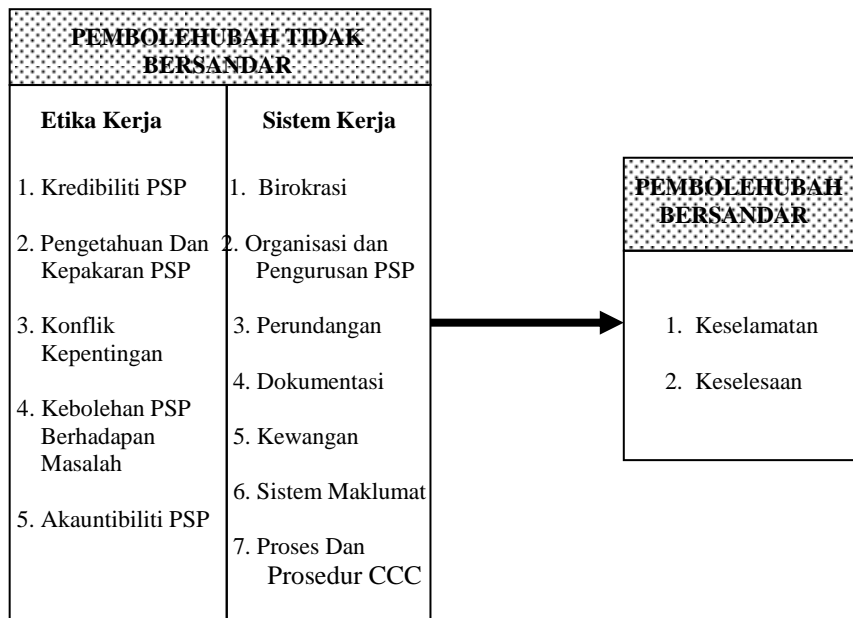 PEMBOLEHUBAH TIDAK
BERSANDAR
Etika Kerja
1. Kredibiliti PSP
2. Pengetahuan Dan
Kepakaran PSP
3. Konflik
Kepentingan
4. Kebolehan PSP
Berhadapan
Masalah
5. Akauntibiliti PSP
Sistem Kerja
1. Birokrasi
2. Organisasi dan
Pengurusan PSP
3. Perundangan
4. Dokumentasi
5. Kewangan
6. Sistem Maklumat
7. Proses Dan
Prosedur CCC
PEMBOLEHUBAH
BERSANDAR
1. Keselamatan
2. Keselesaan